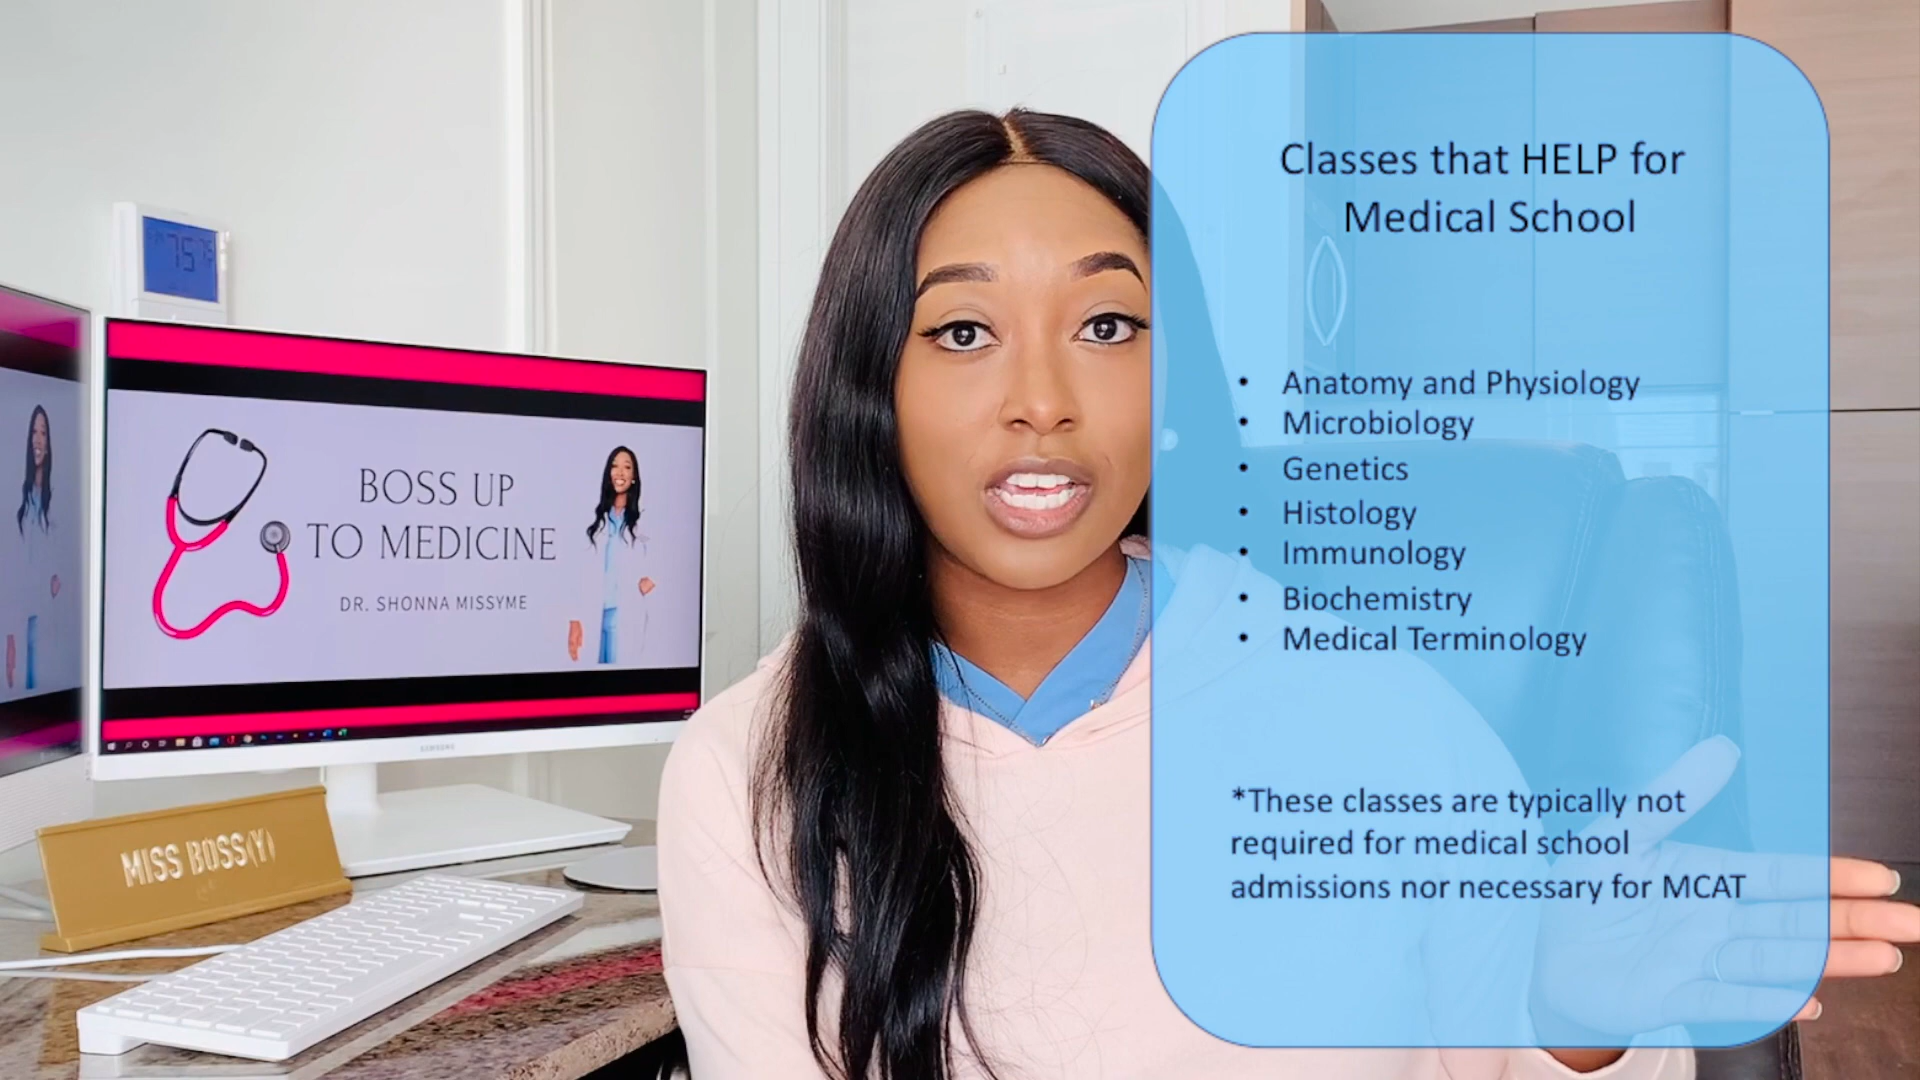 Classes that HELP for
Medical School
• Anatomy and Physiology
• Microbiology
• Genetics
• Histology
• Immunology
• Biochemistry
• Medical Terminology
*These classes are typically not
required for medical school
admissions nor necessary for MCAT
75
BOSS UP
TO MEDICINE
DR. SHONNA MISSYME
SAMSUNG
MISS BOSS(Y)